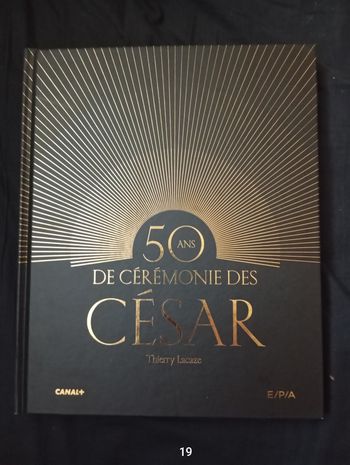 50 ANS
DE CÉRÉMONIE DES
CÉSAR
Thierry Lacaze
CANAL+
E/P/A
19